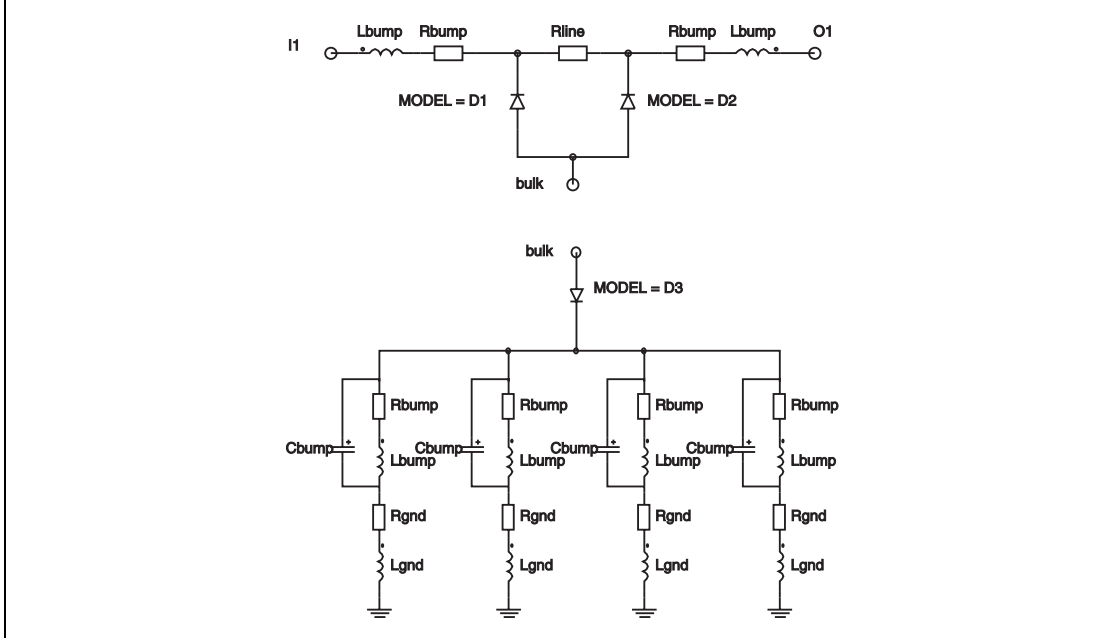 Lbump Rbump Rline Rbump Lbump O1
I1
MODEL = D1 MODEL = D2
bulk
bulk
MODEL = D3
Rbump Rbump Rbump Rbump
Cbump Cbump Cbump Cbump
Lbump Lbump Lbump Lbump
Rgnd Rgnd Rgnd Rgnd
Lgnd Lgnd Lgnd Lgnd